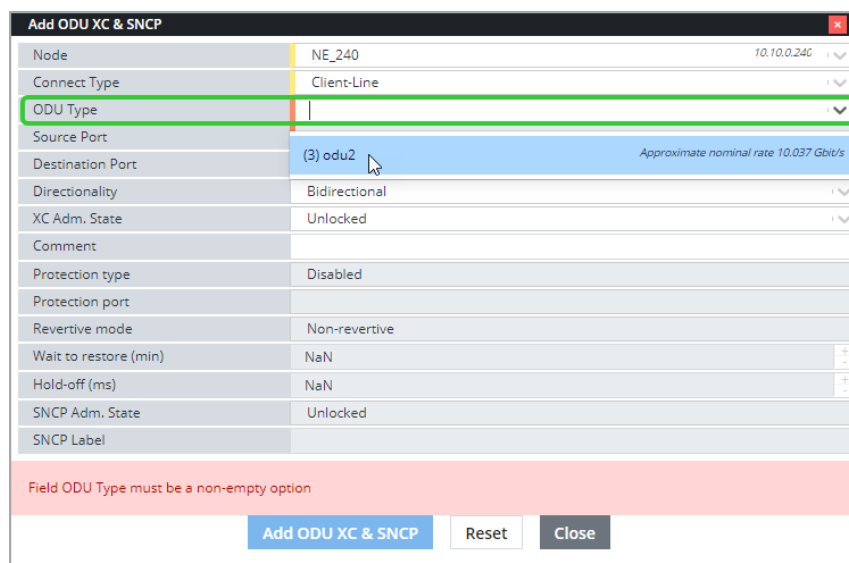 Add ODU XC & SNCP
Node NE_240 10.10.0.240
Connect Type Client-Line
ODU Type
Source Port
(3) odu2 Approximate nominal rate 10.037 Gbit/s
Destination Port
Directionality Bidirectional
XC Adm. State Unlocked
Comment
Protection type Disabled
Protection port
Revertive mode Non-revertive
Wait to restore (min) NaN
Hold-off (ms) NaN
SNCP Adm. State Unlocked
SNCP Label
Field ODU Type must be a non-empty option
Add ODU XC & SNCP Reset Close